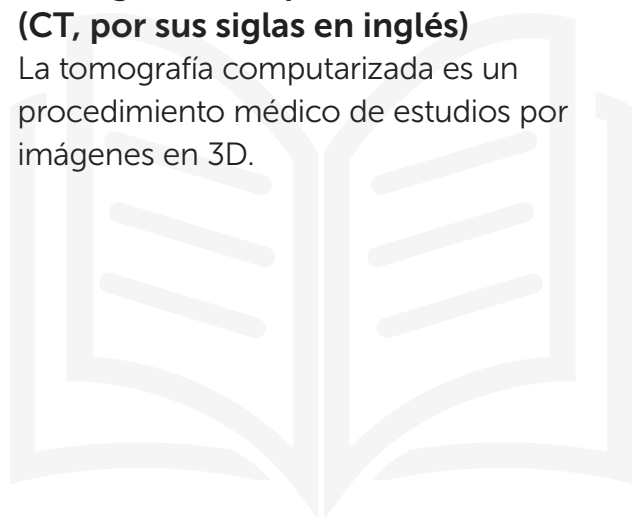 (CT, por sus siglas en inglés)
La tomografía computarizada es un
procedimiento médico de estudios por
imágenes en 3D.